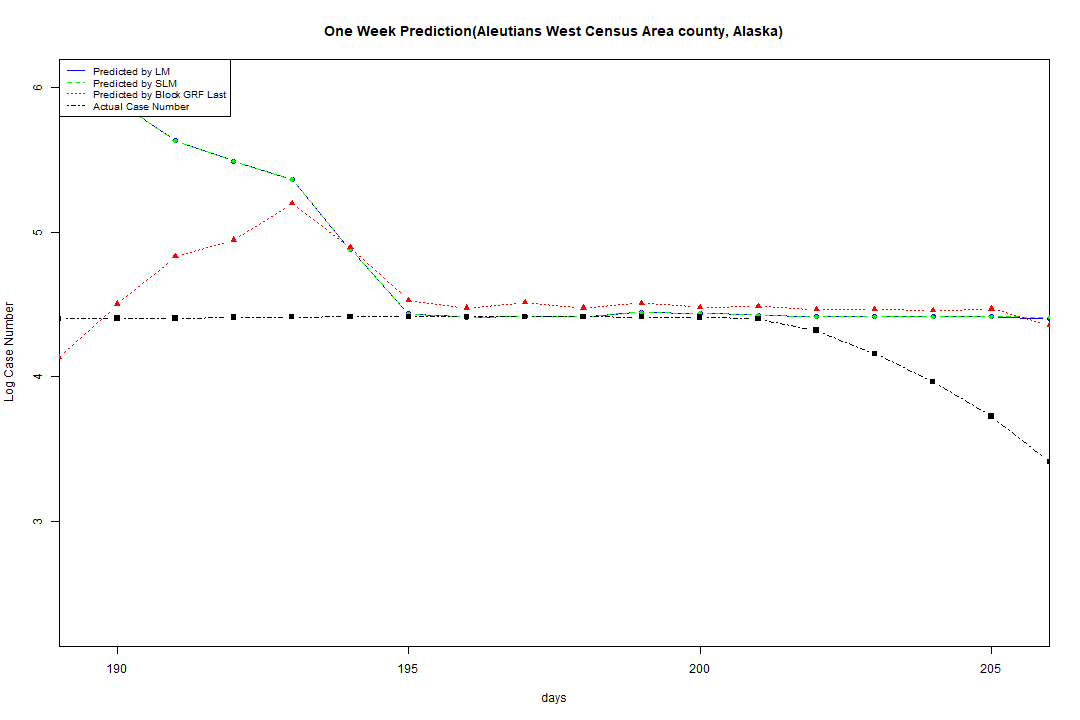 One Week Prediction(Aleutians West Census Area county, Alaska)
Predicted by LM
Predicted by SLM
Predicted by Block GRF Last
Actual Case Number
6
5
4
3
Log Case Number
190 195 200 205
days